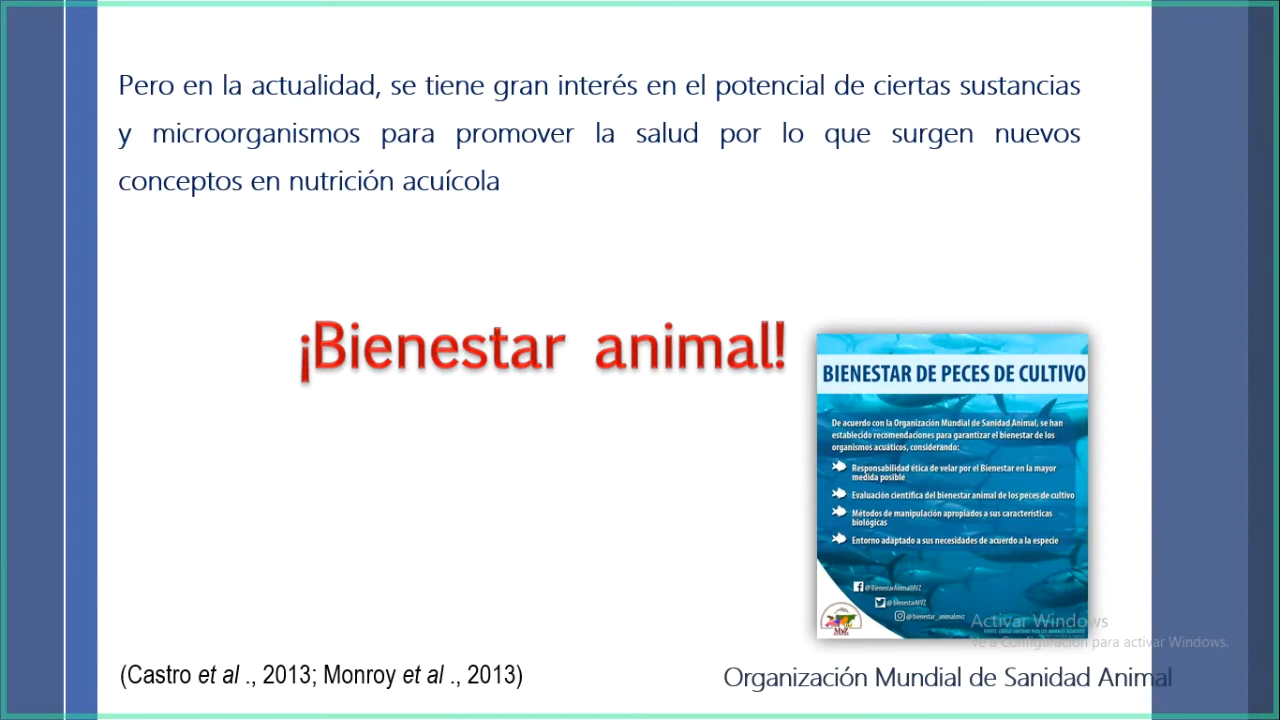 Pero en la actualidad, se tiene gran interés en el potencial de ciertas sustancias
y microorganismos para promover la salud por lo que surgen nuevos
conceptos en nutrición acuícola
¡Bienestar animal!
BIENESTAR DE PECES DE CULTIVO
De acuerdo con la Organización Mundial de Sanidad Animal, se han
establecido recomendaciones para garantizar el bienestar de los
organismos acuáticos, considerando:
Responsabilidad ética de velar por el Bienestar en la mayor
medida posible
Evaluación científica del bienestar animal de los peces de cultivo
Métodos de manipulación apropiados a sus características
biológicas
Entorno adaptado a sus necesidades de acuerdo a la especie
@BienestarAnimalMVZ
@bienestarMVZ
@bienestar_animalmvz
MVZ
Activar Windows
Ve a Configuración para activar Windows.
(Castro et al ., 2013; Monroy et al ., 2013)
Organización Mundial de Sanidad Animal